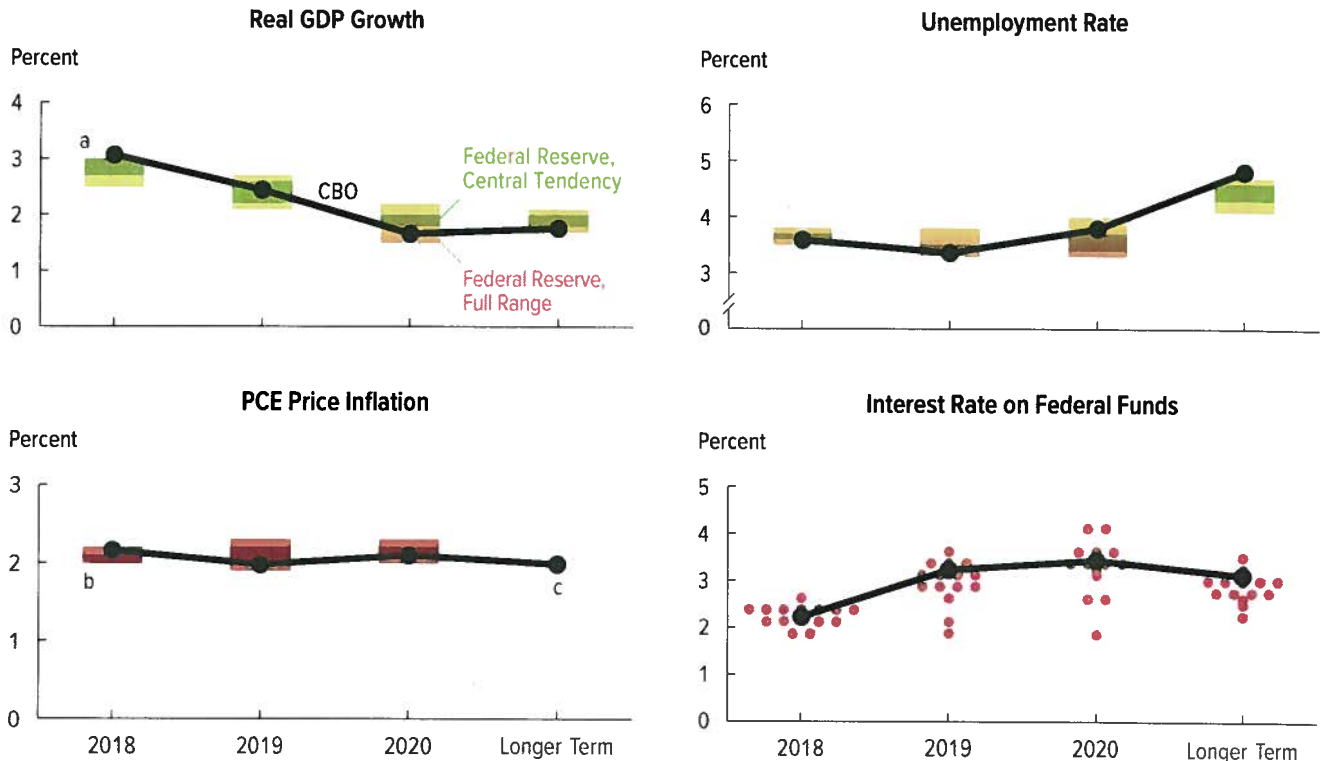 Real GDP Growth
Percent
4
3
2
1
0
a
CBO
Federal Reserve,
Central Tendency
Federal Reserve,
Full Range
Unemployment Rate
Percent
6
5
4
3
0
PCE Price Inflation
Percent
3
2
1
0
b
c
2018
2019
2020
Longer Term
Interest Rate on Federal Funds
Percent
5
4
3
2
1
0
2018
2019
2020
Longer Term